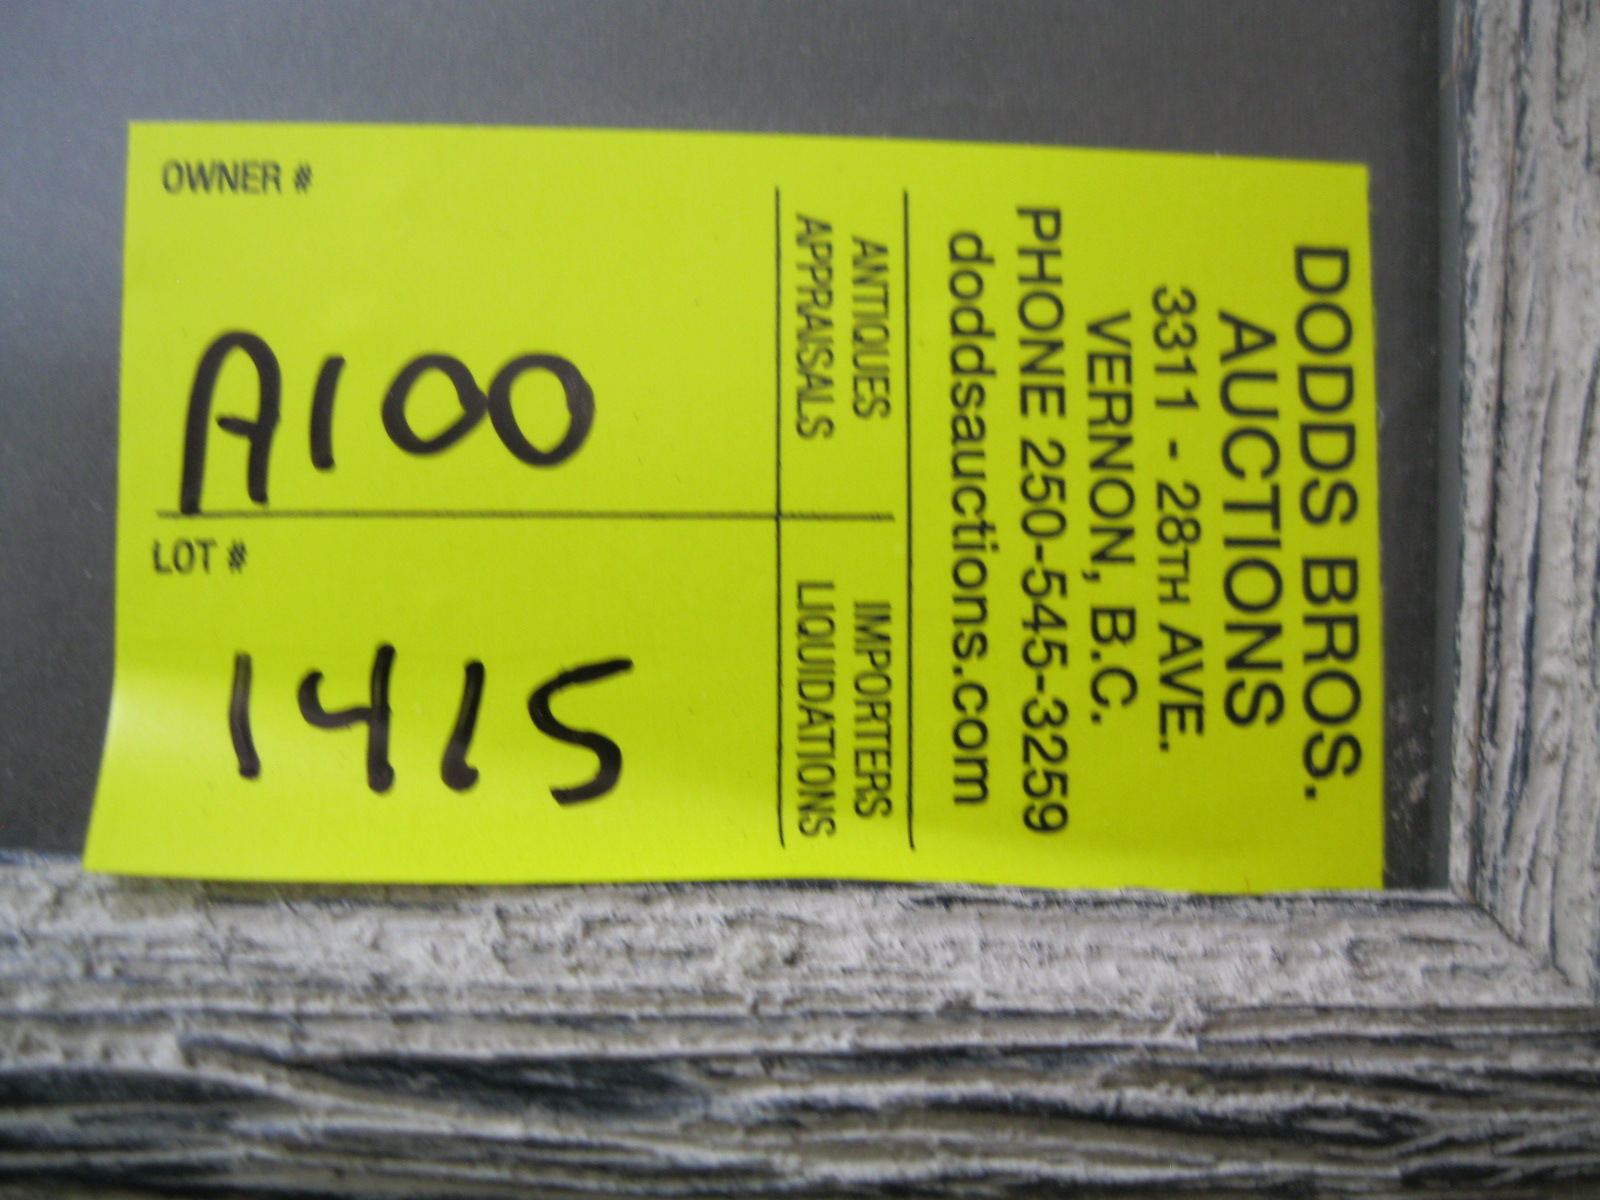 DODDS BROS.
AUCTIONS
3311 - 28TH AVE.
VERNON, B.C.
PHONE 250-545-3259
doddsauctions.com
ANTIQUES IMPORTERS
APPRAISALS LIQUIDATIONS
OWNER #
A100
LOT #
1415